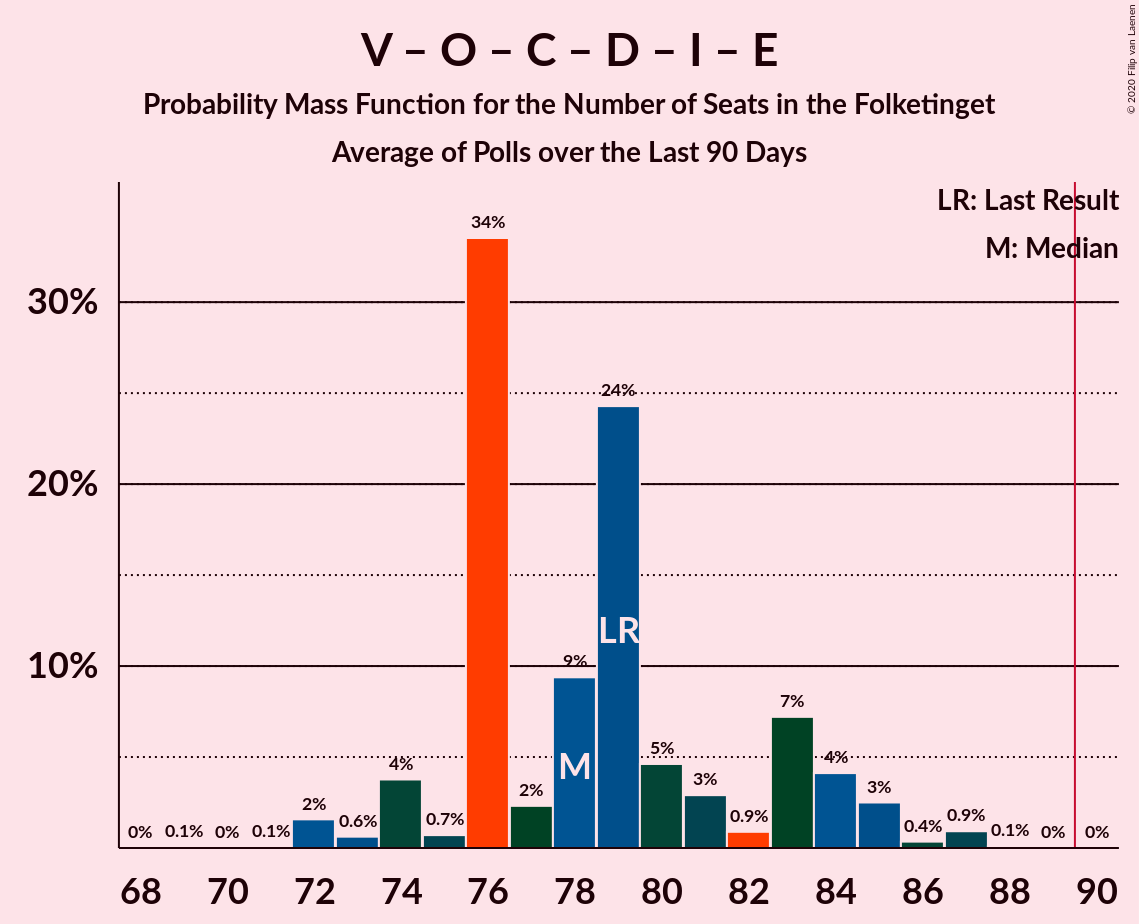 V – O – C – D – I – E
Probability Mass Function for the Number of Seats in the Folketinget
Average of Polls over the Last 90 Days
© 2020 Filip van Laenen
LR: Last Result
M: Median
34%
30%
24%
20%
LR
10%
9%
7%
M
5%
4%
4%
3%
3%
2%
2%
0.9%
0.9%
0.7%
0.6%
0.4%
0%
0.1%
0%
0.1%
0.1%
0%
0%
68 70 72 74 76 78 80 82 84 86 88 90